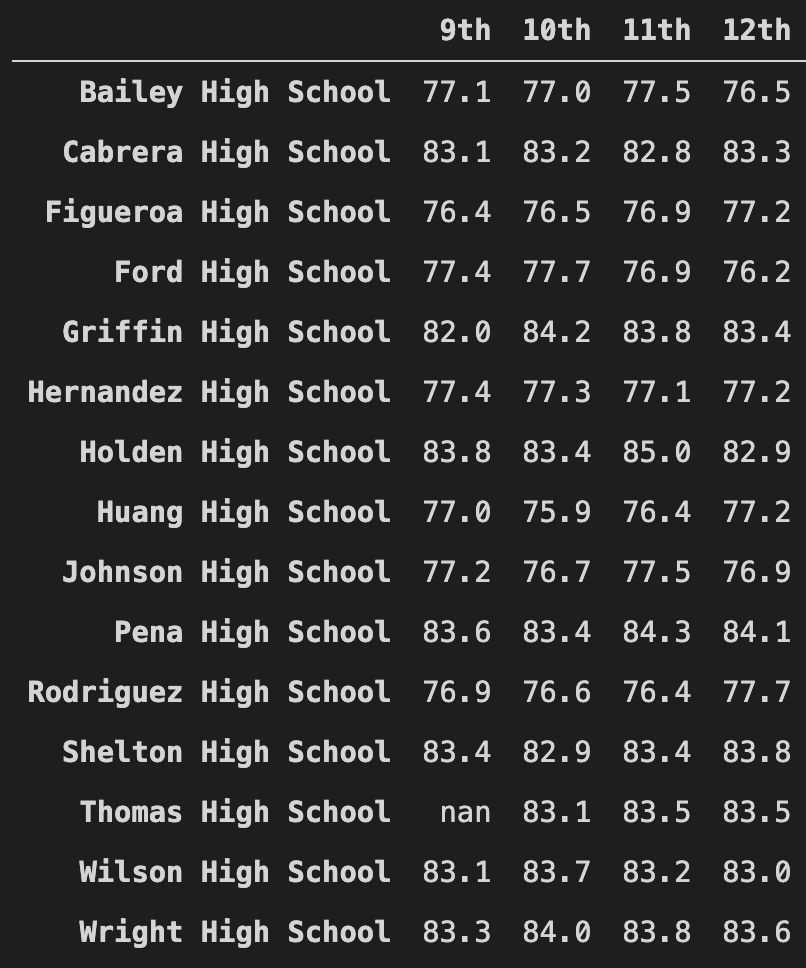 9th 10th 11th 12th
Bailey High School 77.1 77.0 77.5 76.5
Cabrera High School 83.1 83.2 82.8 83.3
Figueroa High School 76.4 76.5 76.9 77.2
Ford High School 77.4 77.7 76.9 76.2
Griffin High School 82.0 84.2 83.8 83.4
Hernandez High School 77.4 77.3 77.1 77.2
Holden High School 83.8 83.4 85.0 82.9
Huang High School 77.0 75.9 76.4 77.2
Johnson High School 77.2 76.7 77.5 76.9
Pena High School 83.6 83.4 84.3 84.1
Rodriguez High School 76.9 76.6 76.4 77.7
Shelton High School 83.4 82.9 83.4 83.8
Thomas High School nan 83.1 83.5 83.5
Wilson High School 83.1 83.7 83.2 83.0
Wright High School 83.3 84.0 83.8 83.6